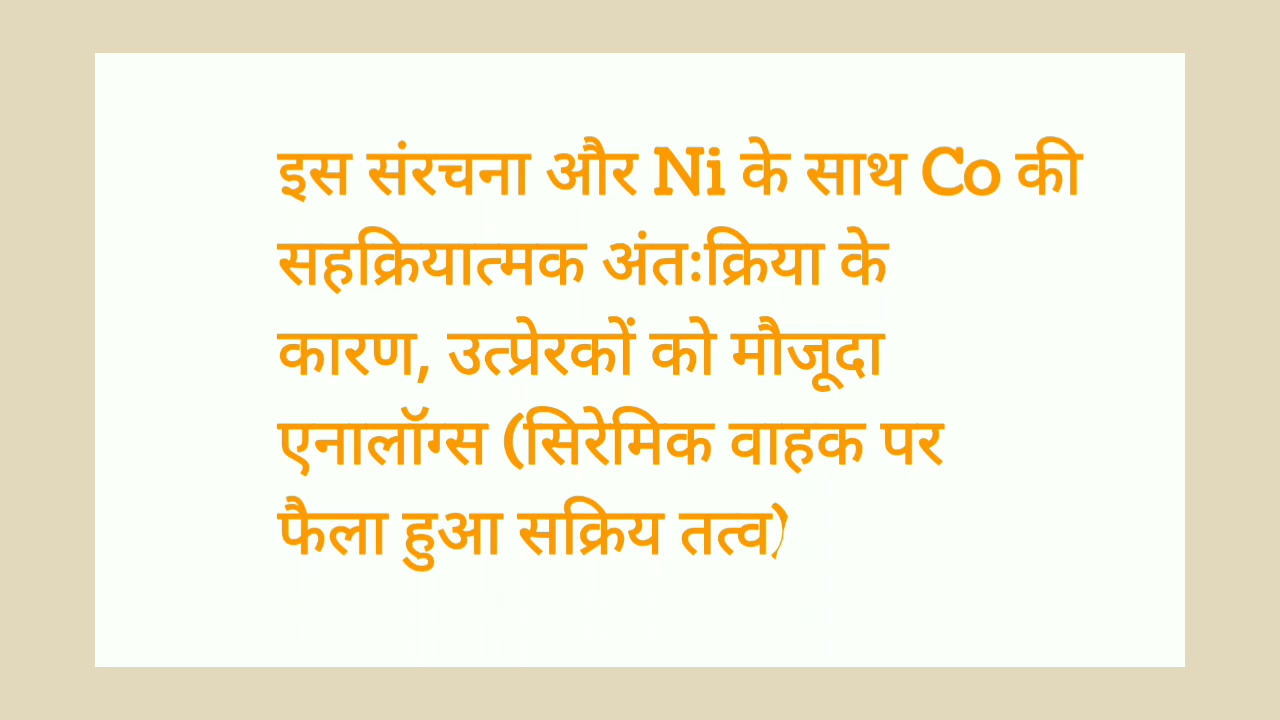 इस संरचना और Ni के साथ Co की
सहक्रियात्मक अंतःक्रिया के
कारण, उत्प्रेरकों को मौजूदा
एनालॉग्स (सिरेमिक वाहक पर
फैला हुआ सक्रिय तत्व)